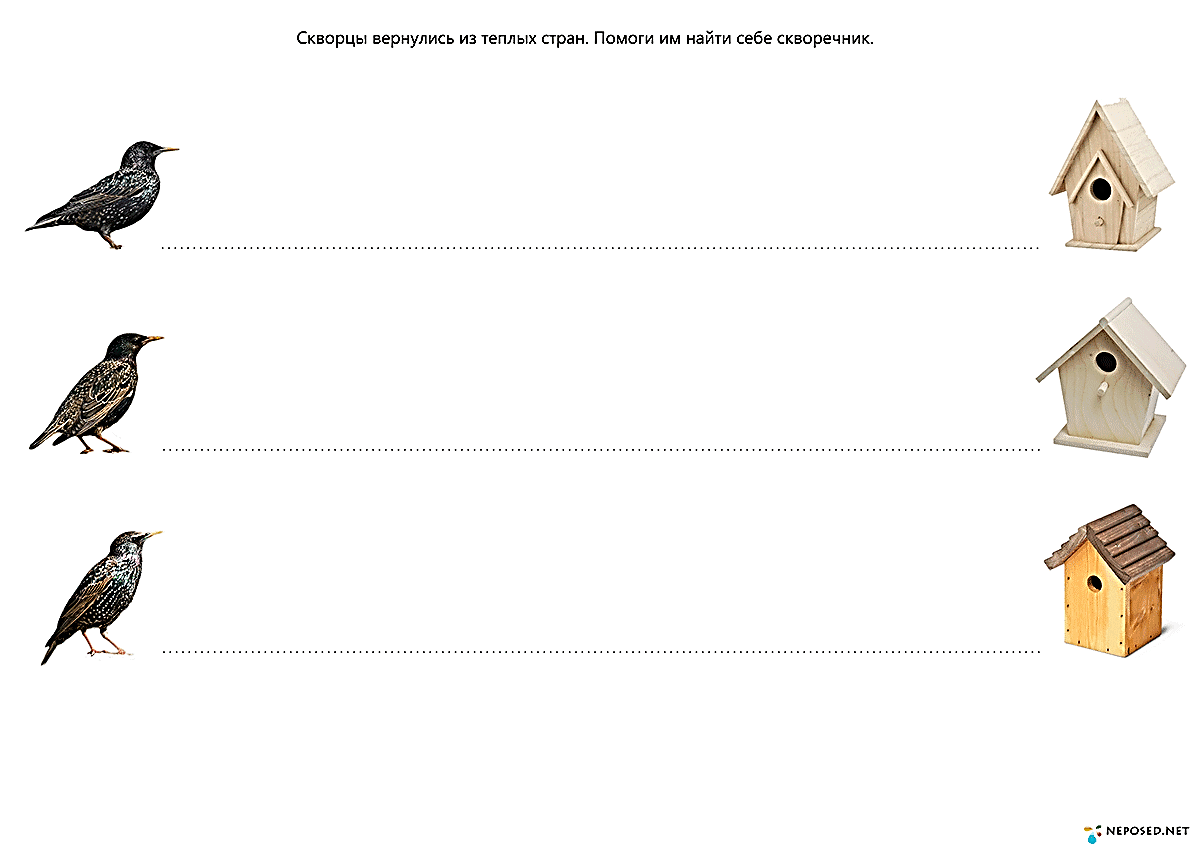 Скворцы вернулись из теплых стран. Помоги им найти себе скворечник.
NEPOSED.NET